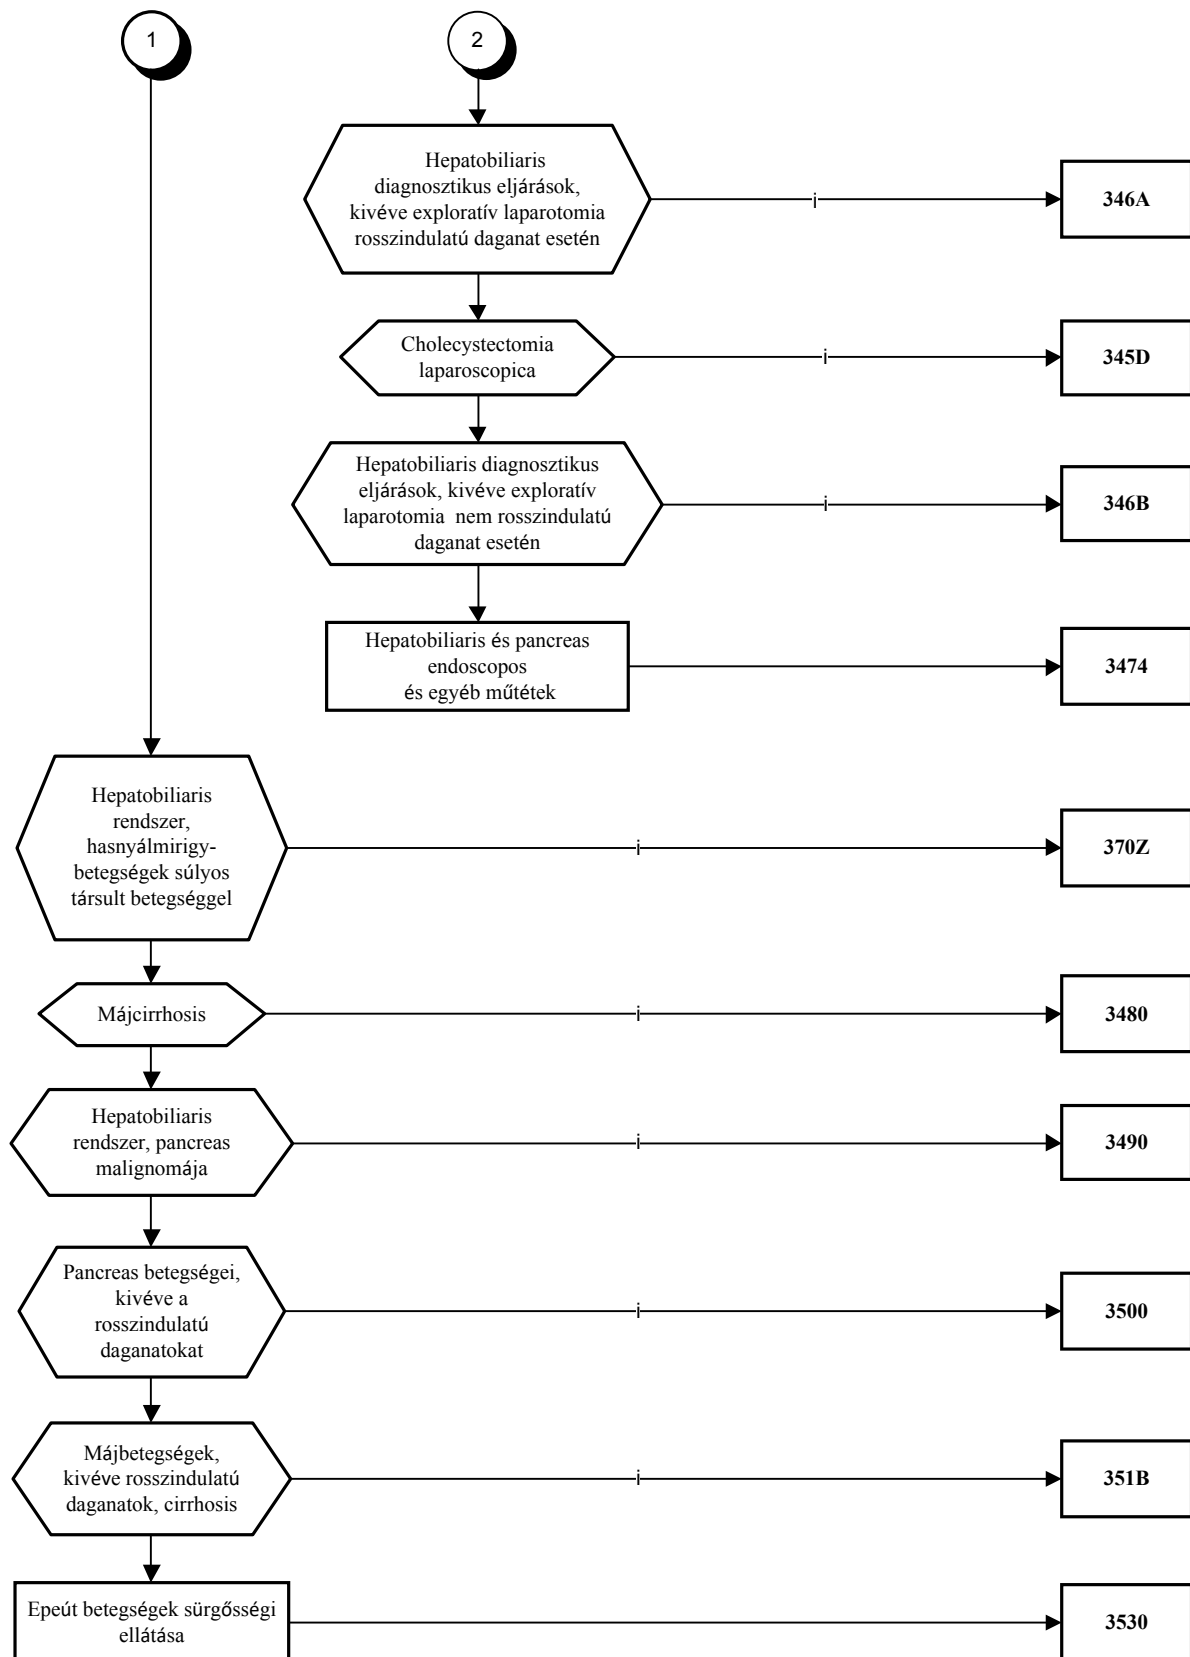 1
2
Hepatobiliaris
diagnosztikus eljárások,
kivéve exploratív laparotomia
rosszindulatú daganat esetén
i
346A
Cholecystectomia
laparoscopica
i
345D
Hepatobiliaris diagnosztikus
eljárások, kivéve exploratív
laparotomia nem rosszindulatú
daganat esetén
i
346B
Hepatobiliaris és pancreas
endoscopos
és egyéb műtétek
3474
Hepatobiliaris
rendszer,
hasnyálmirigy-
betegségek súlyos
társult betegséggel
i
370Z
Májcirrhosis
i
3480
Hepatobiliaris
rendszer, pancreas
malignomája
i
3490
Pancreas betegségei,
kivéve a
rosszindulatú
daganatokat
i
3500
Májbetegségek,
kivéve rosszindulatú
daganatok, cirrhosis
i
351B
Epeút betegségek sürgősségi
ellátása
3530